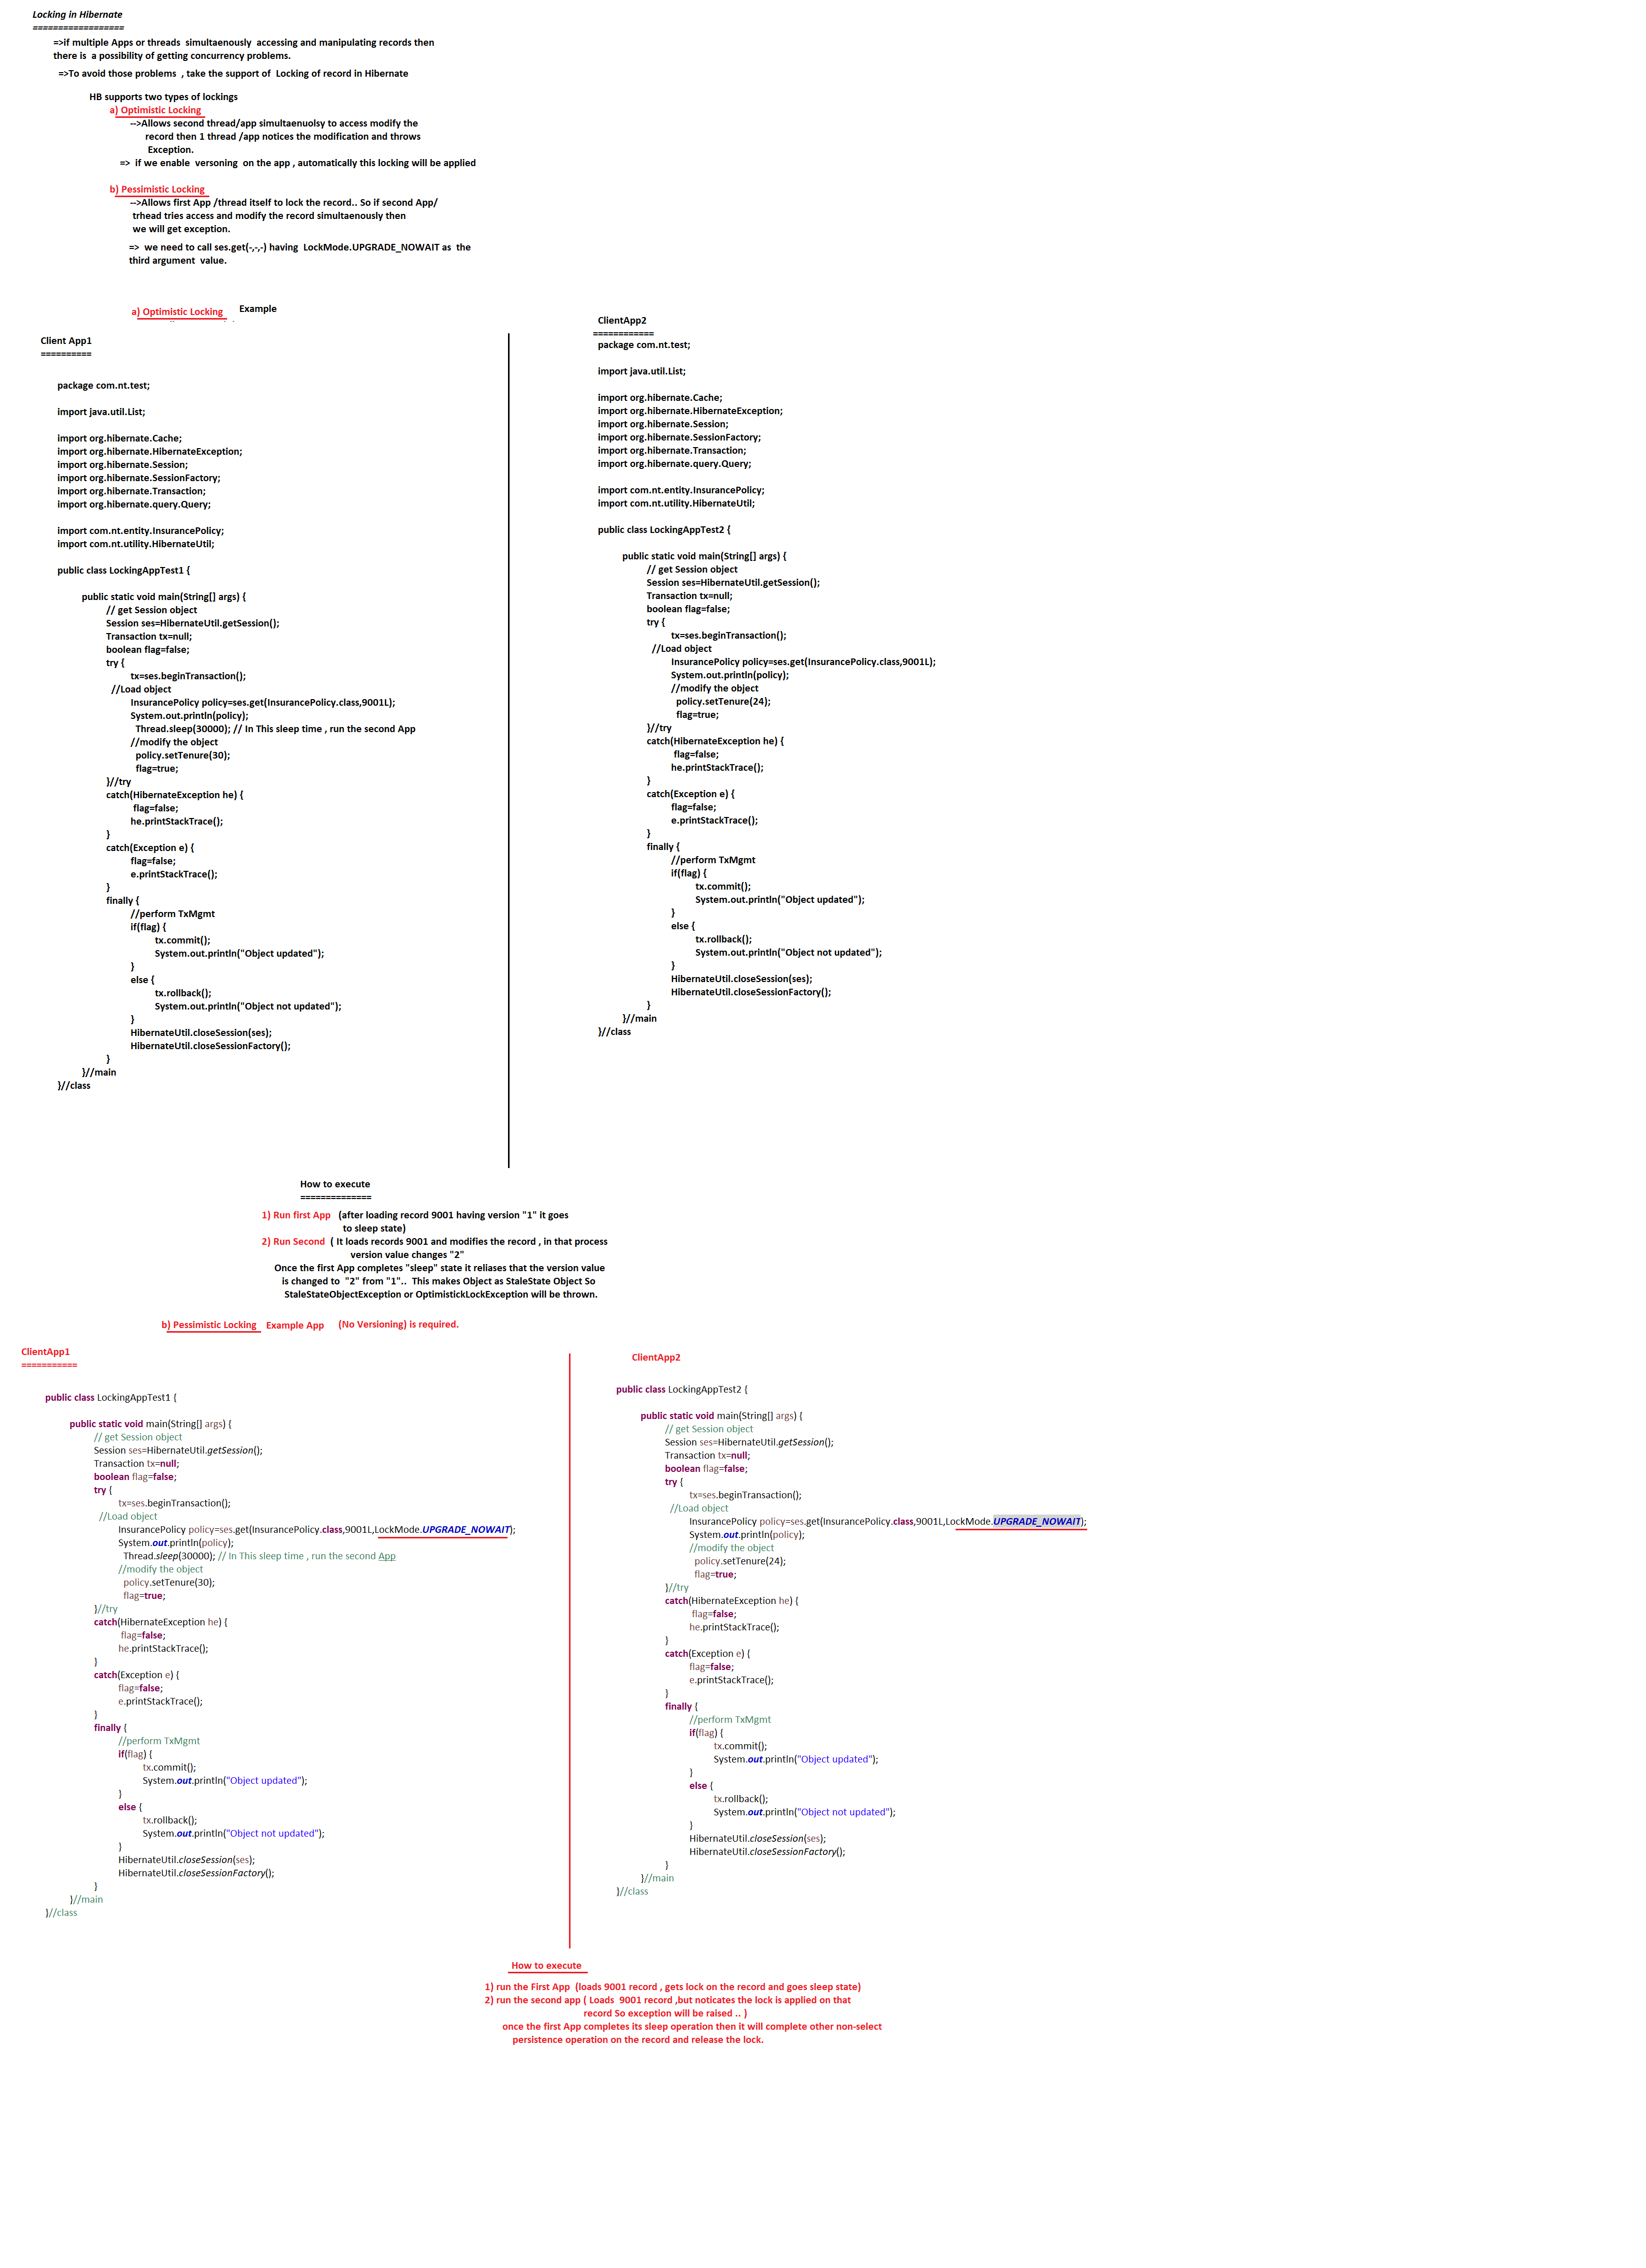 Locking in Hibernate
==================
=>if multiple Apps or threads  simultaenously  accessing and manipulating records then
there is  a possibility of getting concurrency problems.
=>To avoid those problems  , take the support of  Locking of record in Hibernate
HB supports two types of lockings
a) Optimistic Locking
-->Allows second thread/app simultaenuolsy to access modify the
record then 1 thread /app notices the modification and throws
Exception.
=>  if we enable  versoning  on the app , automatically this locking will be applied
b) Pessimistic Locking
-->Allows first App /thread itself to lock the record.. So if second App/
trhead tries access and modify the record simultaenously then
we will get exception.
=>  we need to call ses.get(-,-,-) having  LockMode.UPGRADE_NOWAIT as  the
third argument  value.
a) Optimistic Locking    Example
Client App1
==========
package com.nt.test;
import java.util.List;
import org.hibernate.Cache;
import org.hibernate.HibernateException;
import org.hibernate.Session;
import org.hibernate.SessionFactory;
import org.hibernate.Transaction;
import org.hibernate.query.Query;
import com.nt.entity.InsurancePolicy;
import com.nt.utility.HibernateUtil;
public class LockingAppTest1 {
public static void main(String[] args) {
// get Session object
Session ses=HibernateUtil.getSession();
Transaction tx=null;
boolean flag=false;
try {
tx=ses.beginTransaction();
//Load object
InsurancePolicy policy=ses.get(InsurancePolicy.class,9001L);
System.out.println(policy);
Thread.sleep(30000); // In This sleep time , run the second App
//modify the object
policy.setTenure(30);
flag=true;
}//try
catch(HibernateException he) {
flag=false;
he.printStackTrace();
}
catch(Exception e) {
flag=false;
e.printStackTrace();
}
finally {
//perform TxMgmt
if(flag) {
tx.commit();
System.out.println("Object updated");
}
else {
tx.rollback();
System.out.println("Object not updated");
}
HibernateUtil.closeSession(ses);
HibernateUtil.closeSessionFactory();
}
}//main
}//class
ClientApp2
============
package com.nt.test;
import java.util.List;
import org.hibernate.Cache;
import org.hibernate.HibernateException;
import org.hibernate.Session;
import org.hibernate.SessionFactory;
import org.hibernate.Transaction;
import org.hibernate.query.Query;
import com.nt.entity.InsurancePolicy;
import com.nt.utility.HibernateUtil;
public class LockingAppTest2 {
public static void main(String[] args) {
// get Session object
Session ses=HibernateUtil.getSession();
Transaction tx=null;
boolean flag=false;
try {
tx=ses.beginTransaction();
//Load object
InsurancePolicy policy=ses.get(InsurancePolicy.class,9001L);
System.out.println(policy);
//modify the object
policy.setTenure(24);
flag=true;
}//try
catch(HibernateException he) {
flag=false;
he.printStackTrace();
}
catch(Exception e) {
flag=false;
e.printStackTrace();
}
finally {
//perform TxMgmt
if(flag) {
tx.commit();
System.out.println("Object updated");
}
else {
tx.rollback();
System.out.println("Object not updated");
}
HibernateUtil.closeSession(ses);
HibernateUtil.closeSessionFactory();
}
}//main
}//class
How to execute
==============
1) Run first App   (after loading record 9001 having version "1" it goes
to sleep state)
2) Run Second  ( It loads records 9001 and modifies the record , in that process
version value changes "2"
Once the first App completes "sleep" state it reliases that the version value
is changed to  "2" from "1"..  This makes Object as StaleState Object So
StaleStateObjectException or OptimistickLockException will be thrown.
b) Pessimistic Locking    Example App    (No Versioning) is required.
ClientApp1
===========
public class LockingAppTest1 {
public static void main(String[] args) {
// get Session object
Session ses=HibernateUtil.getSession();
Transaction tx=null;
boolean flag=false;
try {
tx=ses.beginTransaction();
//Load object
InsurancePolicy policy=ses.get(InsurancePolicy.class,9001L,LockMode.UPGRADE_NOWAIT);
System.out.println(policy);
Thread.sleep(30000); // In This sleep time , run the second App
//modify the object
policy.setTenure(30);
flag=true;
}//try
catch(HibernateException he) {
flag=false;
he.printStackTrace();
}
catch(Exception e) {
flag=false;
e.printStackTrace();
}
finally {
//perform TxMgmt
if(flag) {
tx.commit();
System.out.println("Object updated");
}
else {
tx.rollback();
System.out.println("Object not updated");
}
HibernateUtil.closeSession(ses);
HibernateUtil.closeSessionFactory();
}
}//main
}//class
ClientApp2
public class LockingAppTest2 {
public static void main(String[] args) {
// get Session object
Session ses=HibernateUtil.getSession();
Transaction tx=null;
boolean flag=false;
try {
tx=ses.beginTransaction();
//Load object
InsurancePolicy policy=ses.get(InsurancePolicy.class,9001L,LockMode.UPGRADE_NOWAIT);
System.out.println(policy);
//modify the object
policy.setTenure(24);
flag=true;
}//try
catch(HibernateException he) {
flag=false;
he.printStackTrace();
}
catch(Exception e) {
flag=false;
e.printStackTrace();
}
finally {
//perform TxMgmt
if(flag) {
tx.commit();
System.out.println("Object updated");
}
else {
tx.rollback();
System.out.println("Object not updated");
}
HibernateUtil.closeSession(ses);
HibernateUtil.closeSessionFactory();
}
}//main
}//class
How to execute
1) run the First App  (loads 9001 record , gets lock on the record and goes sleep state)
2) run the second app ( Loads  9001 record ,but noticates the lock is applied on that
record So exception will be raised .. )
once the first App completes its sleep operation then it will complete other non-select
persistence operation on the record and release the lock.